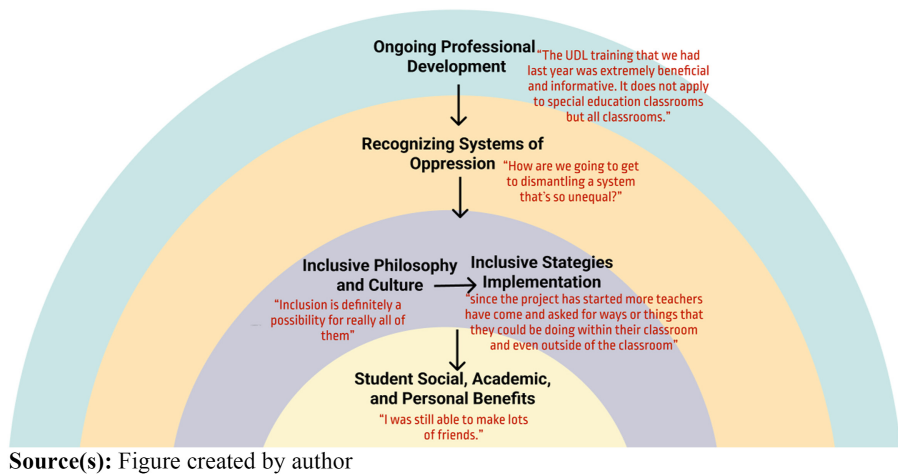 Ongoing Professional
Development
“The UDL training that we had
last year was extremely beneficial
and informative. It does not apply
to special education classrooms
but all classrooms.”
Recognizing Systems of
Oppression
“How are we going to get
to dismantling a system
that's so unequal?”
Inclusive Philosophy
and Culture
“Inclusion is definitely a
possibility for really all of
them”
Inclusive Stategies
Implementation
“since the project has started more teachers
have come and asked for ways or things that
they could be doing within their classroom
and even outside of the classroom”
Student Social, Academic,
and Personal Benefits
“I was still able to make lots
of friends.”
Source(s): Figure created by author